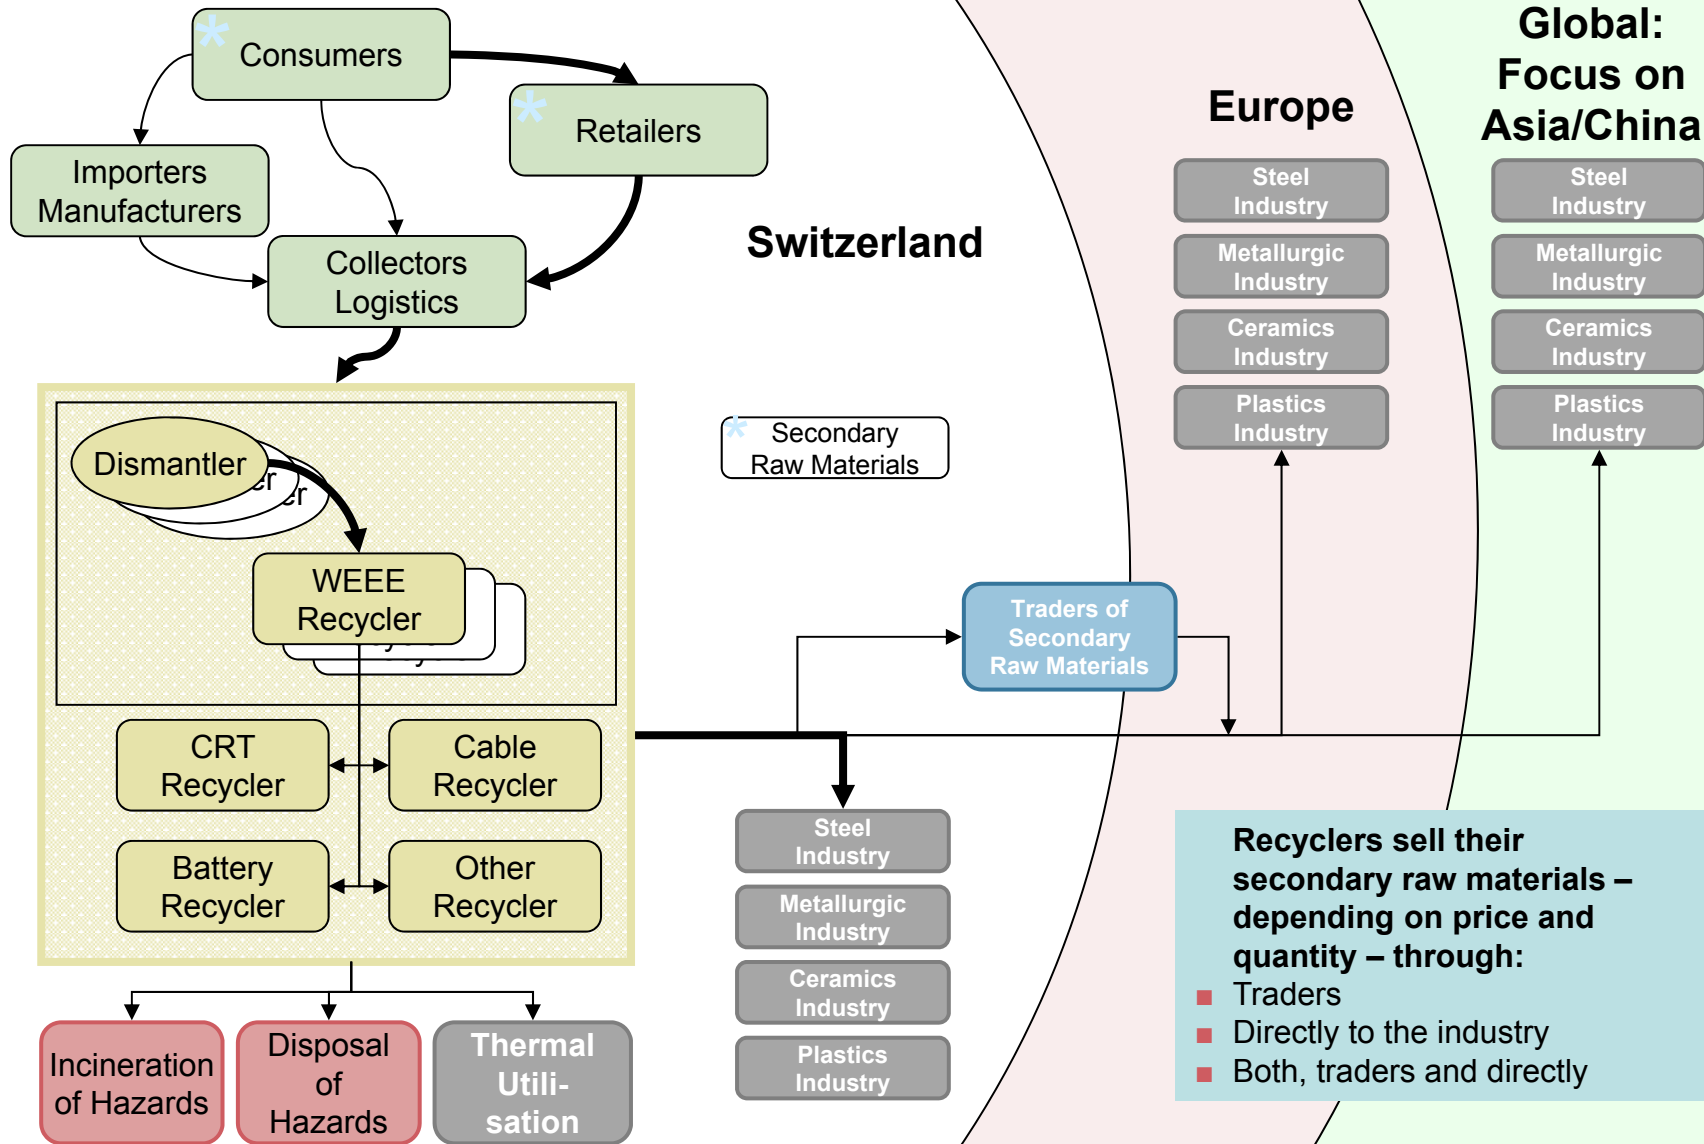 * Consumers
* Retailers
Importers
Manufacturers
Collectors
Logistics
Switzerland
Europe
Global:
Focus on
Asia/China
Steel
Industry
Metallurgic
Industry
Ceramics
Industry
Plastics
Industry
Steel
Industry
Metallurgic
Industry
Ceramics
Industry
Plastics
Industry
* Secondary
Raw Materials
Dismantler
er
er
WEEE
Recycler
Traders of
Secondary
Raw Materials
CRT
Recycler
Cable
Recycler
Battery
Recycler
Other
Recycler
Steel
Industry
Metallurgic
Industry
Ceramics
Industry
Plastics
Industry
Incineration
of Hazards
Disposal
of
Hazards
Thermal
Utili-
sation
Recyclers sell their
secondary raw materials –
depending on price and
quantity – through:
■ Traders
■ Directly to the industry
■ Both, traders and directly